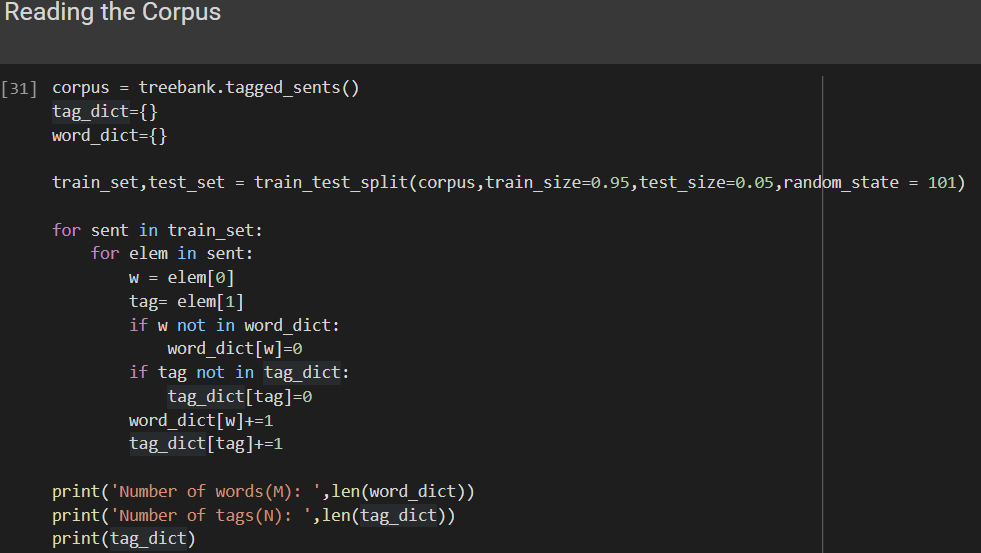 Reading the Corpus
[31] corpus = treebank.tagged_sents()
tag_dict={}
word_dict={}
train_set,test_set = train_test_split(corpus,train_size=0.95,test_size=0.05,random_state = 101)
for sent in train_set:
    for elem in sent:
        w = elem[0]
        tag= elem[1]
        if w not in word_dict:
            word_dict[w]=0
        if tag not in tag_dict:
            tag_dict[tag]=0
        word_dict[w]+=1
        tag_dict[tag]+=1
print('Number of words(M): ',len(word_dict))
print('Number of tags(N): ',len(tag_dict))
print(tag_dict)